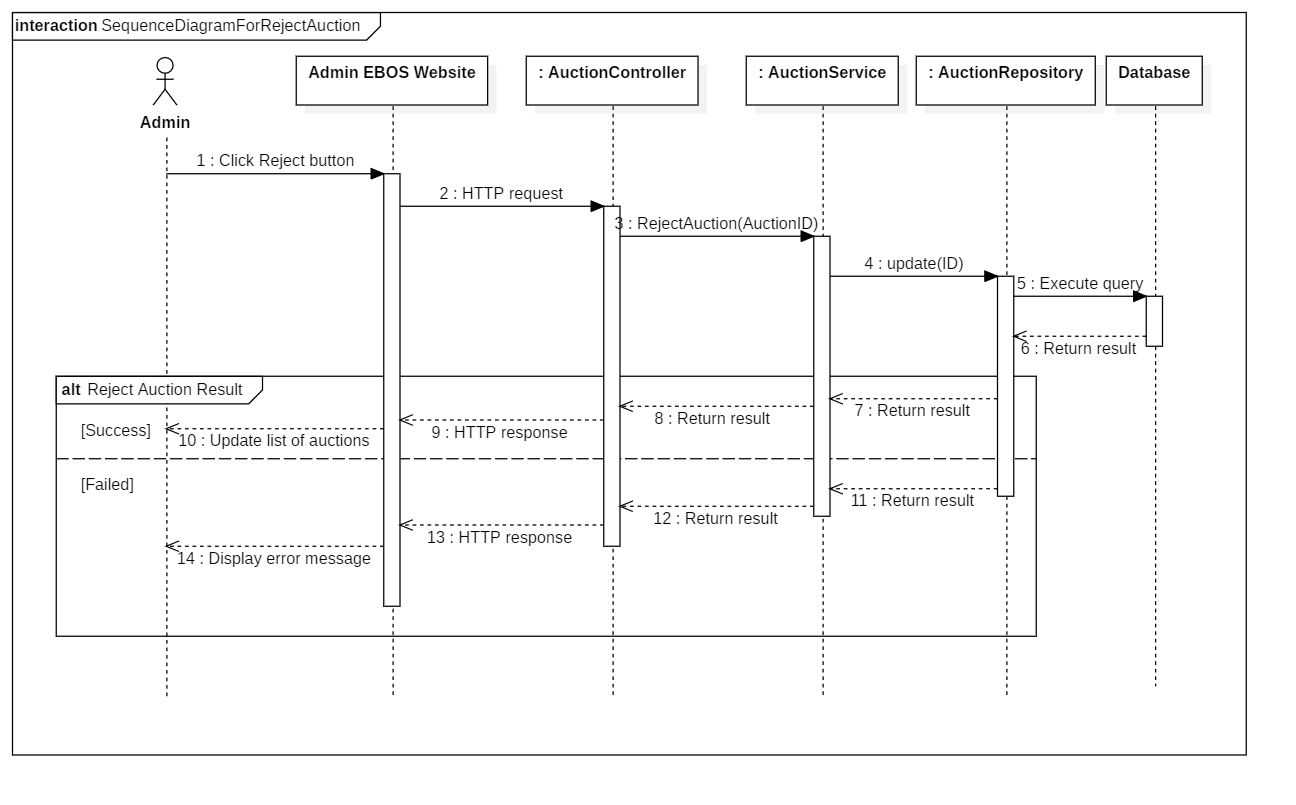 interaction SequenceDiagramForRejectAuction
Admin EBOS Website
: AuctionController
: AuctionService
: AuctionRepository
Database
Admin
1 : Click Reject button
2 : HTTP request
3 : RejectAuction(AuctionID)
4 : update(ID)
5 : Execute query
6 : Return result
alt Reject Auction Result
7 : Return result
8 : Return result
9 : HTTP response
[Success]
10 : Update list of auctions
[Failed]
11 : Return result
12 : Return result
13 : HTTP response
14 : Display error message